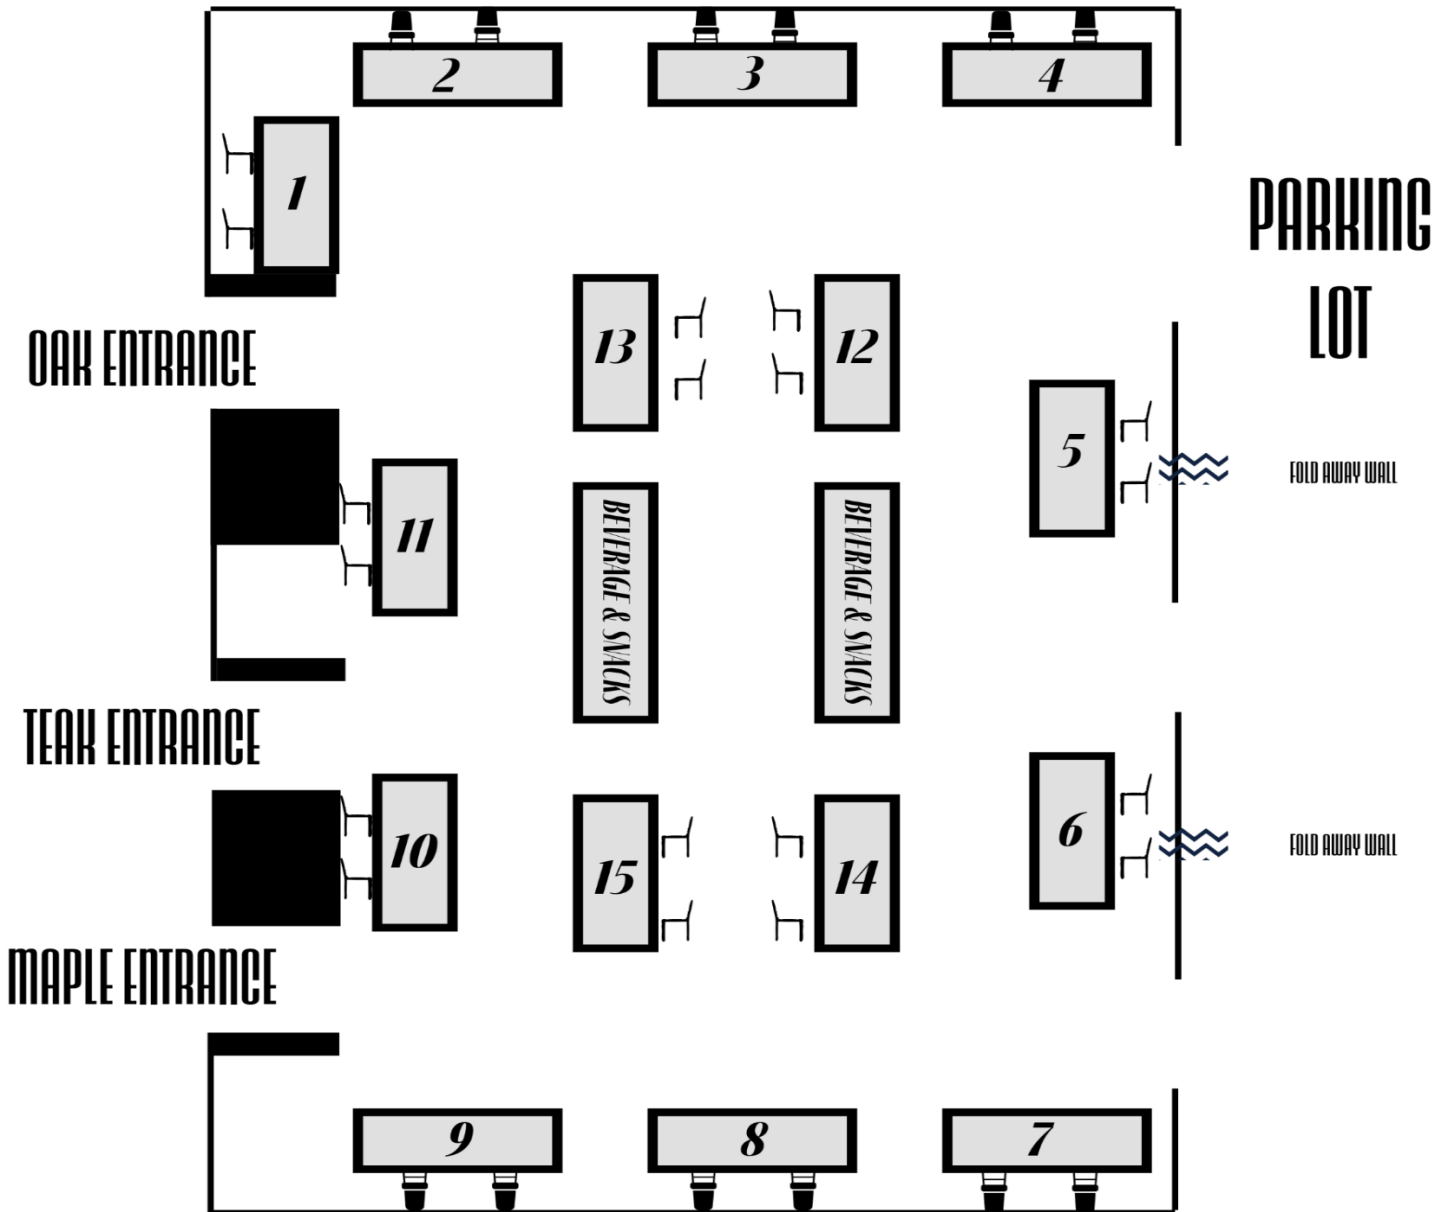 2
3
4
1
PARKING
LOT
OAK ENTRANCE
13
12
5
FOLD AWAY WALL
11
BEVERAGE & SNACKS
BEVERAGE & SNACKS
TEAK ENTRANCE
10
15
14
6
FOLD AWAY WALL
MAPLE ENTRANCE
9
8
7